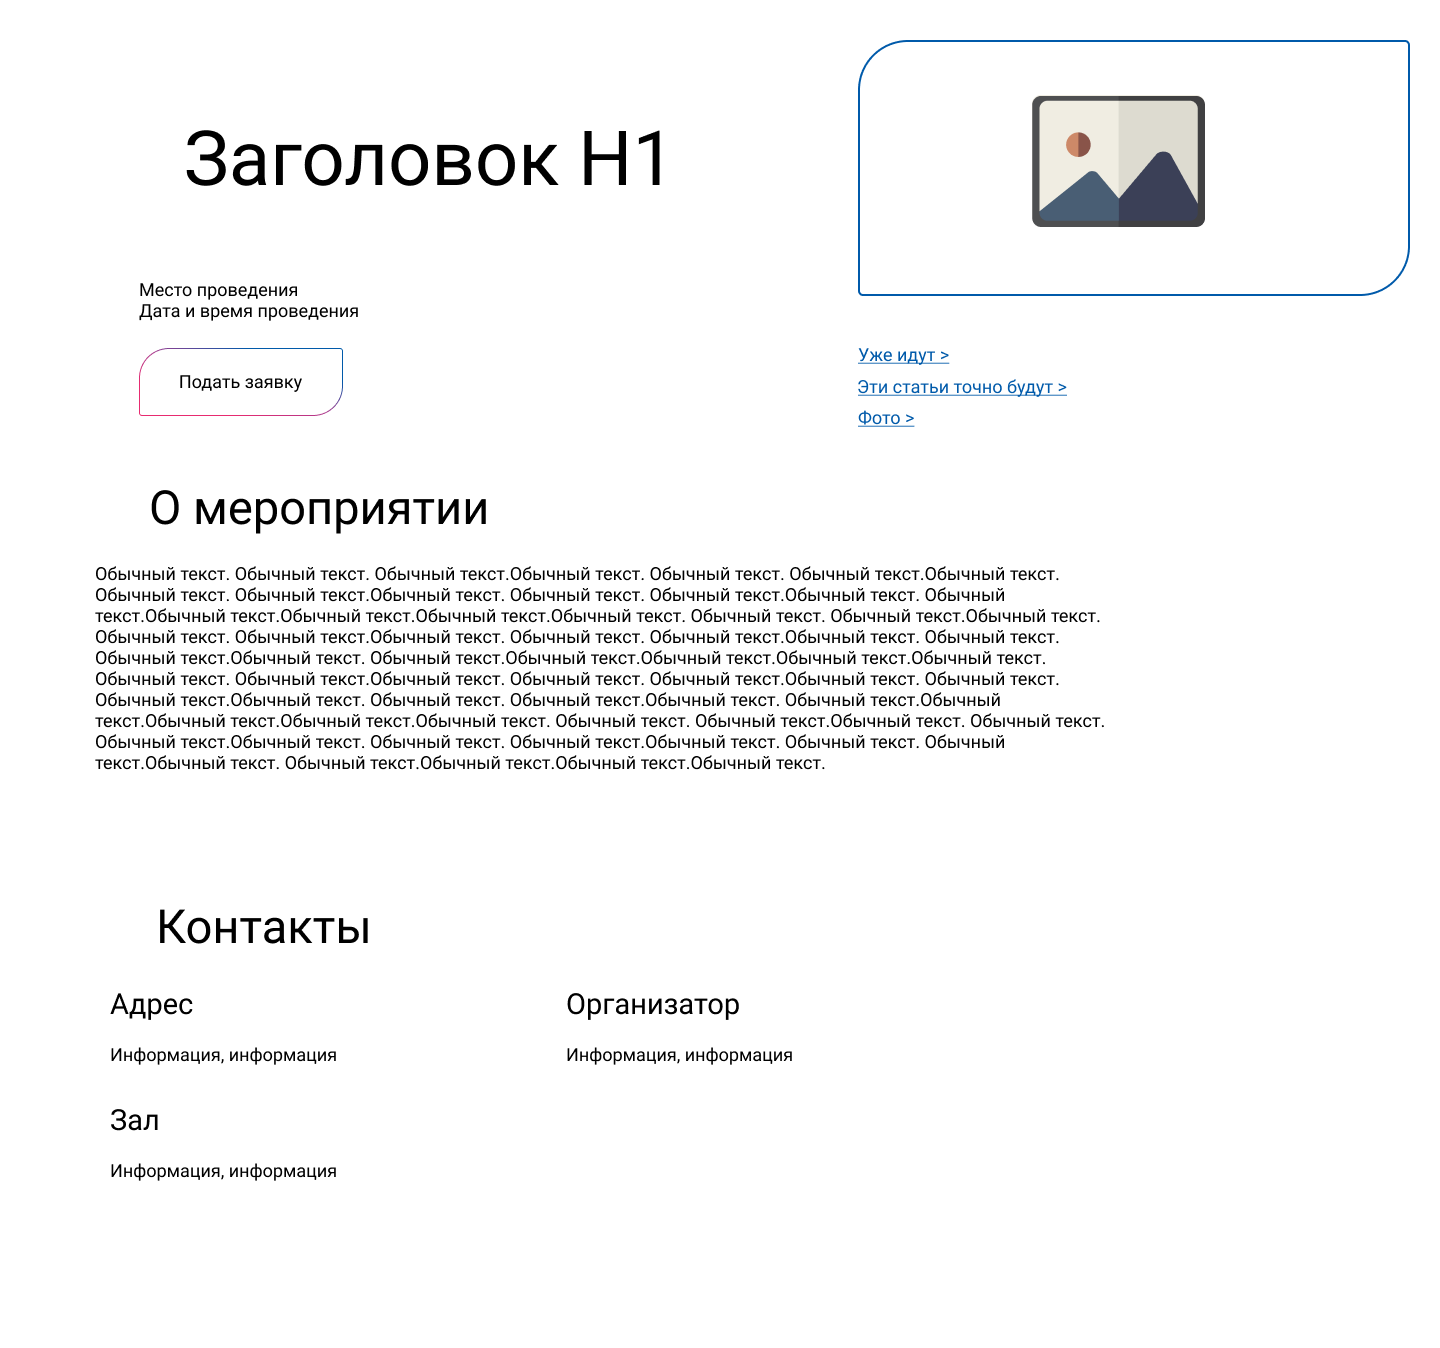 Заголовок H1
Место проведения
Дата и время проведения
Подать заявку
Уже идут >
Эти статьи точно будут >
Фото >
О мероприятии
Обычный текст. Обычный текст. Обычный текст.Обычный текст. Обычный текст. Обычный текст.Обычный текст.
Обычный текст. Обычный текст.Обычный текст. Обычный текст. Обычный текст.Обычный текст. Обычный
текст.Обычный текст.Обычный текст.Обычный текст.Обычный текст. Обычный текст. Обычный текст.Обычный текст.
Обычный текст. Обычный текст.Обычный текст. Обычный текст. Обычный текст.Обычный текст. Обычный текст.
Обычный текст.Обычный текст. Обычный текст.Обычный текст.Обычный текст.Обычный текст.Обычный текст.
Обычный текст. Обычный текст.Обычный текст. Обычный текст. Обычный текст.Обычный текст. Обычный текст.
Обычный текст.Обычный текст. Обычный текст. Обычный текст.Обычный текст. Обычный текст.Обычный
текст.Обычный текст.Обычный текст.Обычный текст. Обычный текст. Обычный текст.Обычный текст. Обычный текст.
Обычный текст.Обычный текст. Обычный текст. Обычный текст.Обычный текст. Обычный текст. Обычный
текст.Обычный текст. Обычный текст.Обычный текст.Обычный текст.Обычный текст.
Контакты
Адрес
Информация, информация
Организатор
Информация, информация
Зал
Информация, информация